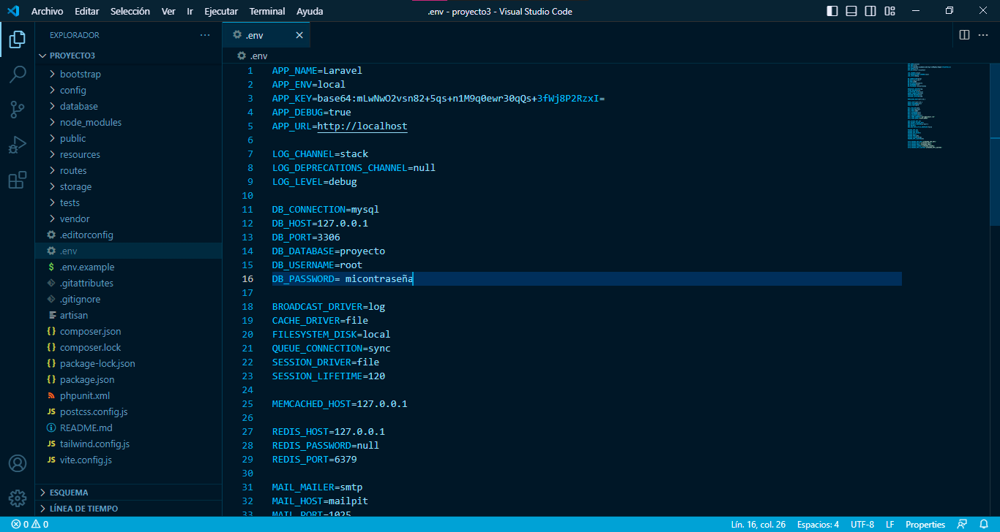 Archivo Editar Selección Ver Ir Ejecutar Terminal Ayuda
.env - proyecto3 - Visual Studio Code
EXPLORADOR
PROYECTO3
bootstrap
config
database
node_modules
public
resources
routes
storage
tests
vendor
.editorconfig
.env
.env.example
.gitattributes
.gitignore
artisan
composer.json
composer.lock
package-lock.json
package.json
phpunit.xml
postcss.config.js
README.md
tailwind.config.js
vite.config.js
ESQUEMA
LÍNEA DE TIEMPO
.env
.env
1 APP_NAME=Laravel
2 APP_ENV=local
3 APP_KEY=base64:mLwNwO2vsn82+5qs+n1M9q0ewr30qQs+3fWj8P2RzxI=
4 APP_DEBUG=true
5 APP_URL=http://localhost
6
7 LOG_CHANNEL=stack
8 LOG_DEPRECATIONS_CHANNEL=null
9 LOG_LEVEL=debug
10
11 DB_CONNECTION=mysql
12 DB_HOST=127.0.0.1
13 DB_PORT=3306
14 DB_DATABASE=proyecto
15 DB_USERNAME=root
16 DB_PASSWORD= micontraseña
17
18 BROADCAST_DRIVER=log
19 CACHE_DRIVER=file
20 FILESYSTEM_DISK=local
21 QUEUE_CONNECTION=sync
22 SESSION_DRIVER=file
23 SESSION_LIFETIME=120
24
25 MEMCACHED_HOST=127.0.0.1
26
27 REDIS_HOST=127.0.0.1
28 REDIS_PASSWORD=null
29 REDIS_PORT=6379
30
31 MAIL_MAILER=smtp
32 MAIL_HOST=mailpit
33 MAIL_PORT=1025
0 0
Lín. 16, col. 26 Espacios: 4 UTF-8 LF Properties